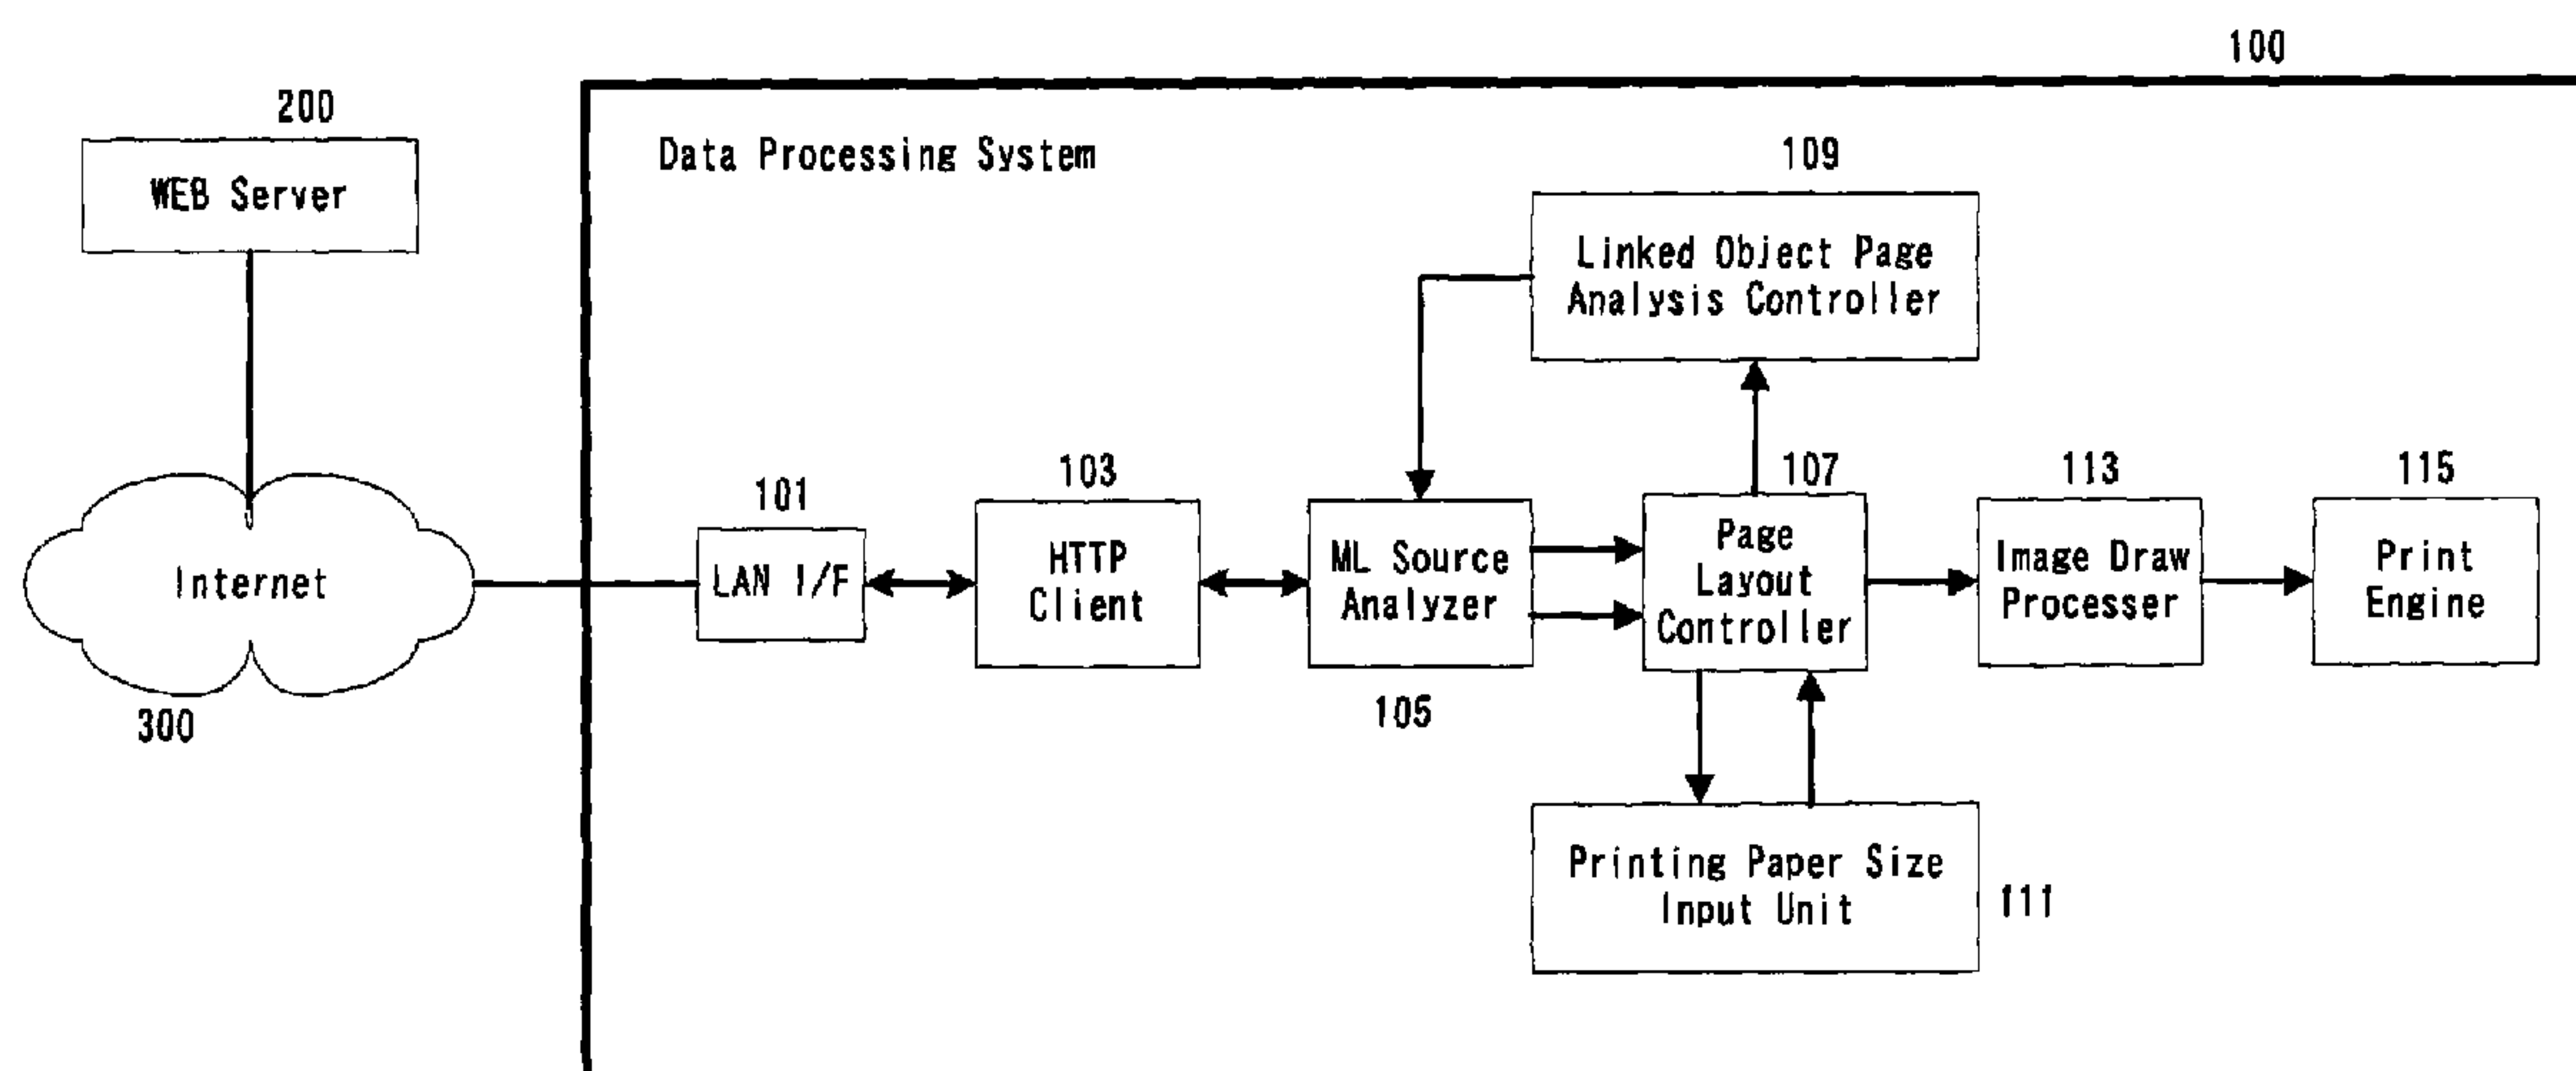 100
200
WEB Server
Data Processing System
109
Linked Object Page
Analysis Controller
101
LAN I/F
103
HTTP
Client
ML Source
Analyzer
105
107
Page
Layout
Controller
113
Image Draw
Processer
115
Print
Engine
Internet
300
Printing Paper Size
Input Unit
111